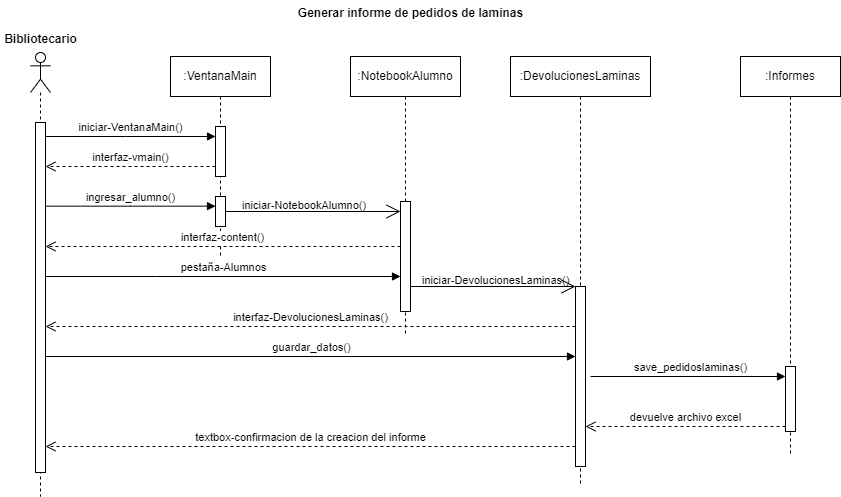 Generar informe de pedidos de laminas
Bibliotecario
:VentanaMain
:NotebookAlumno
:DevolucionesLaminas
:Informes
iniciar-VentanaMain()
interfaz-vmain()
ingresar_alumno()
iniciar-NotebookAlumno()
interfaz-content()
pestaña-Alumnos
iniciar-DevolucionesLaminas()
interfaz-DevolucionesLaminas()
guardar_datos()
save_pedidoslaminas()
devuelve archivo excel
textbox-confirmacion de la creacion del informe